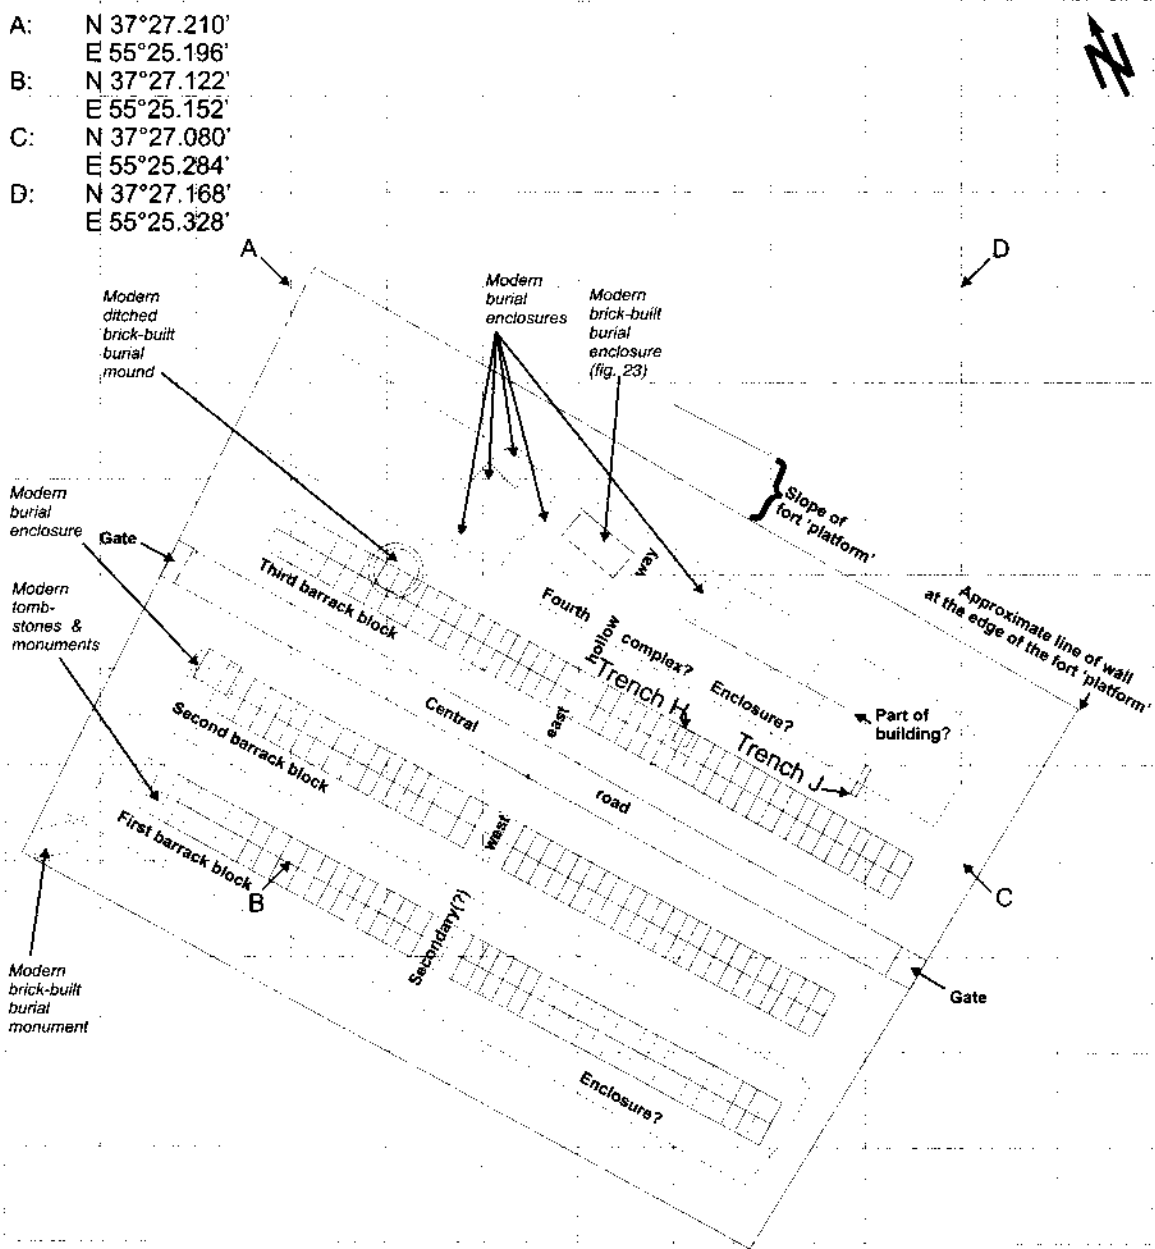 A: N 37°27.210'
E 55°25.196'
B: N 37°27.122'
E 55°25.152'
C: N 37°27.080'
E 55°25.284'
D: N 37°27.168'
E 55°25.328'
N
A
D
Modern
ditched
brick-built
burial
mound
Modern
burial
enclosures
Modern
brick-built
burial
enclosure
(fig. 23)
Slope of
fort 'platform'
Modern
burial
enclosure
Gate
Modern
tomb-
stones &
monuments
Third barrack block
way
Fourth
hollow
complex?
Trench H
Enclosure?
Approximate line of wall
at the edge of the fort 'platform'
Part of
building?
Trench J
Central
east
road
Second barrack block
west
First barrack block
B
Secondary(?)
C
Gate
Modern
brick-built
burial
monument
Enclosure?